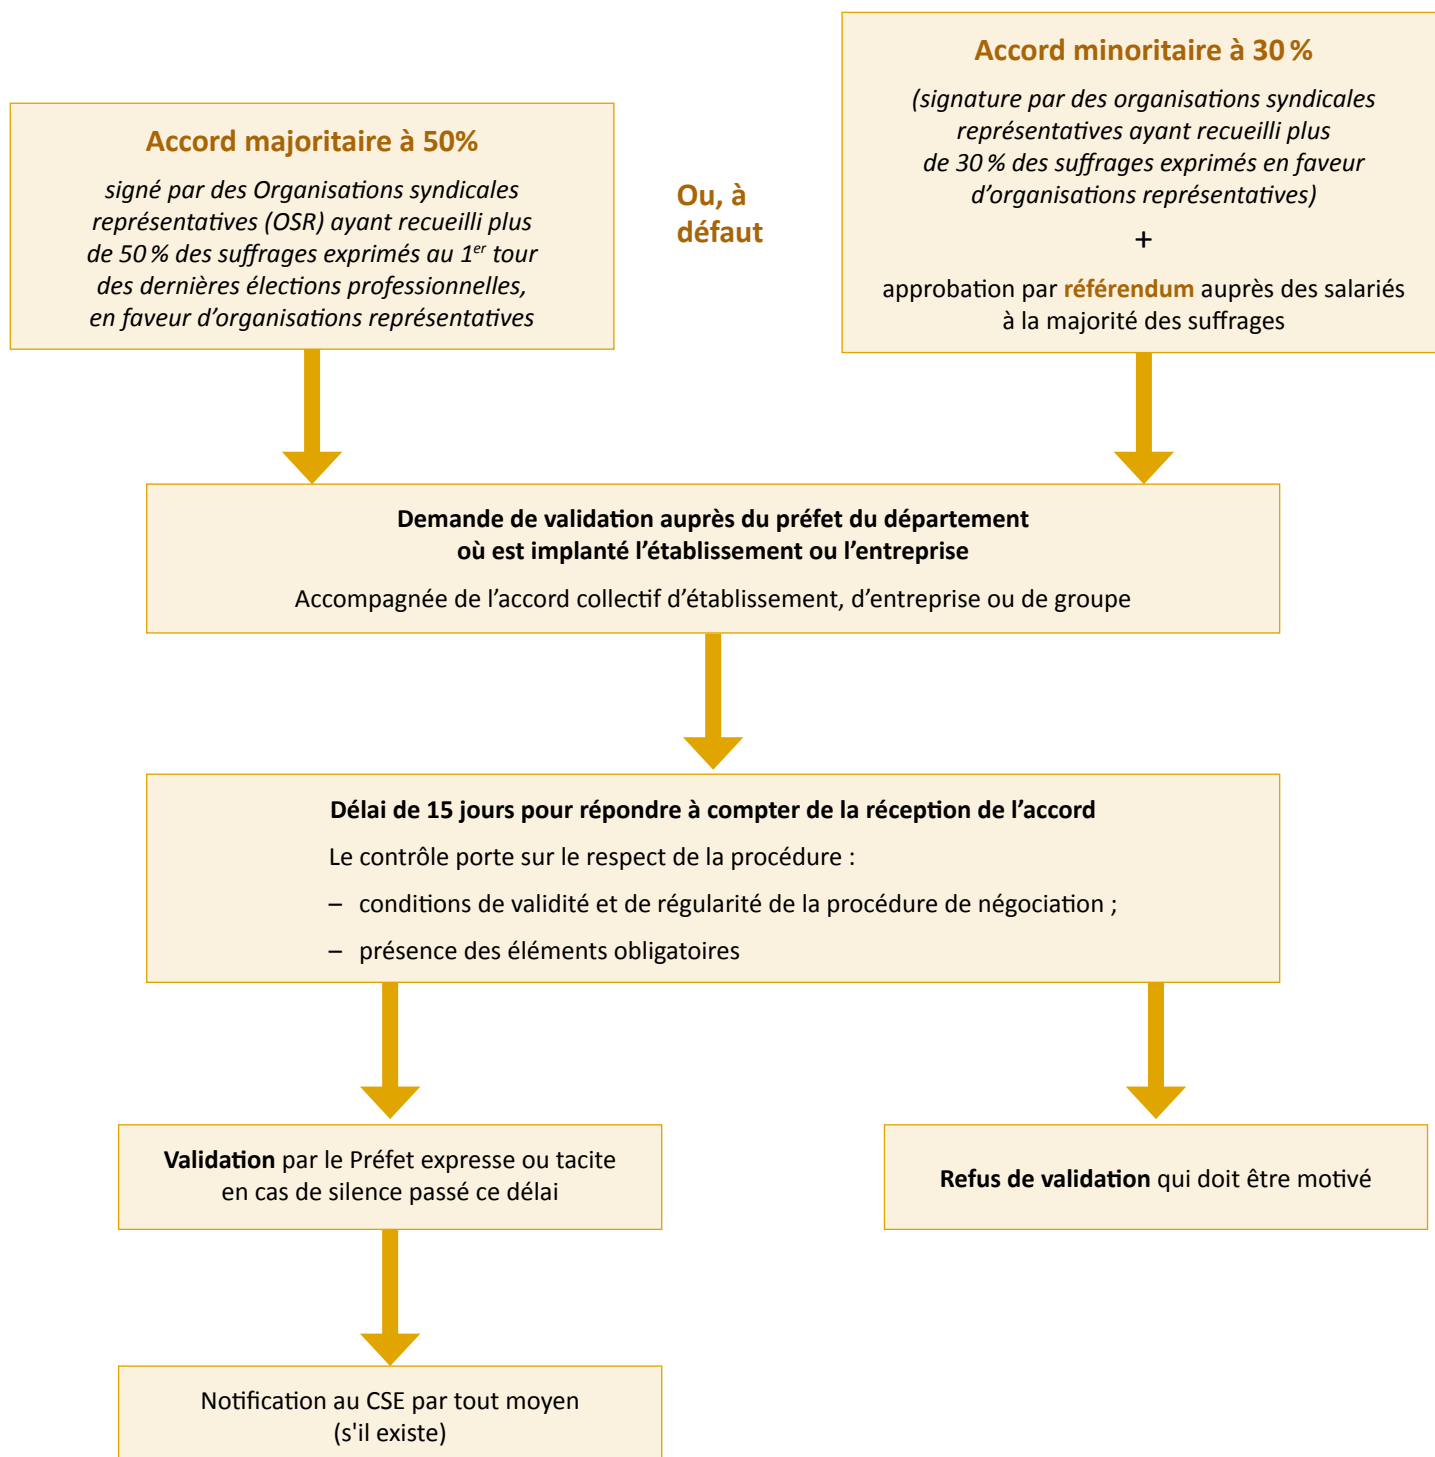 Accord majoritaire à 50%
signé par des Organisations syndicales
représentatives (OSR) ayant recueilli plus
de 50 % des suffrages exprimés au 1er tour
des dernières élections professionnelles,
en faveur d’organisations représentatives
Ou, à
défaut
Accord minoritaire à 30 %
(signature par des organisations syndicales
représentatives ayant recueilli plus
de 30 % des suffrages exprimés en faveur
d’organisations représentatives)
+
approbation par référendum auprès des salariés
à la majorité des suffrages
Demande de validation auprès du préfet du département
où est implanté l’établissement ou l’entreprise
Accompagnée de l’accord collectif d’établissement, d’entreprise ou de groupe
Délai de 15 jours pour répondre à compter de la réception de l’accord
Le contrôle porte sur le respect de la procédure :
– conditions de validité et de régularité de la procédure de négociation ;
– présence des éléments obligatoires
Validation par le Préfet expresse ou tacite
en cas de silence passé ce délai
Refus de validation qui doit être motivé
Notification au CSE par tout moyen
(s'il existe)